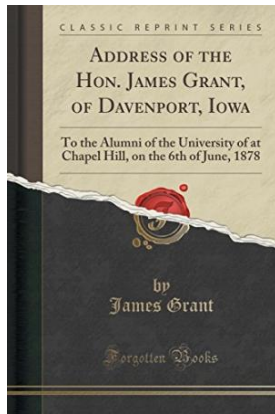 CLASSIC REPRINT SERIES
ADDRESS OF THE
HON. JAMES GRANT,
OF DAVENPORT, IOWA
To the Alumni of the University of at
Chapel Hill, on the 6th of June, 1878
by
James Grant
Forgotten Books